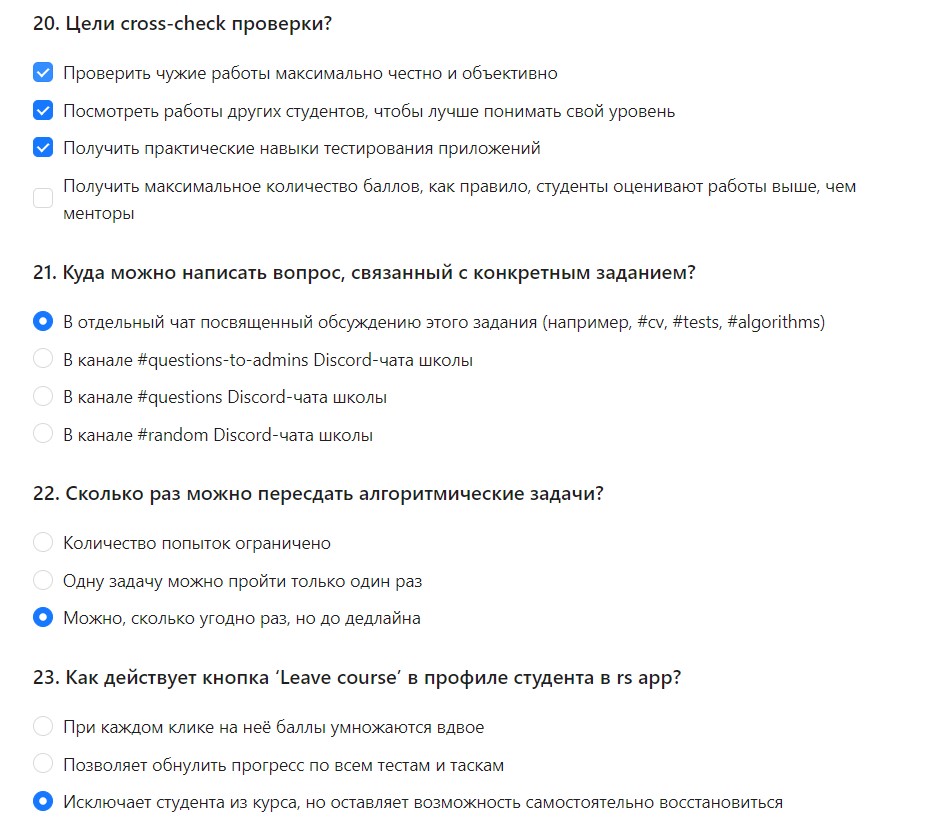 20. Цели cross-check проверки?
Проверить чужие работы максимально честно и объективно
Посмотреть работы других студентов, чтобы лучше понимать свой уровень
Получить практические навыки тестирования приложений
Получить максимальное количество баллов, как правило, студенты оценивают работы выше, чем
менторы
21. Куда можно написать вопрос, связанный с конкретным заданием?
В отдельный чат посвященный обсуждению этого задания (например, #cv, #tests, #algorithms)
В канале #questions-to-admins Discord-чата школы
В канале #questions Discord-чата школы
В канале #random Discord-чата школы
22. Сколько раз можно пересдать алгоритмические задачи?
Количество попыток ограничено
Одну задачу можно пройти только один раз
Можно, сколько угодно раз, но до дедлайна
23. Как действует кнопка ‘Leave course’ в профиле студента в rs app?
При каждом клике на неё баллы умножаются вдвое
Позволяет обнулить прогресс по всем тестам и таскам
Исключает студента из курса, но оставляет возможность самостоятельно восстановиться